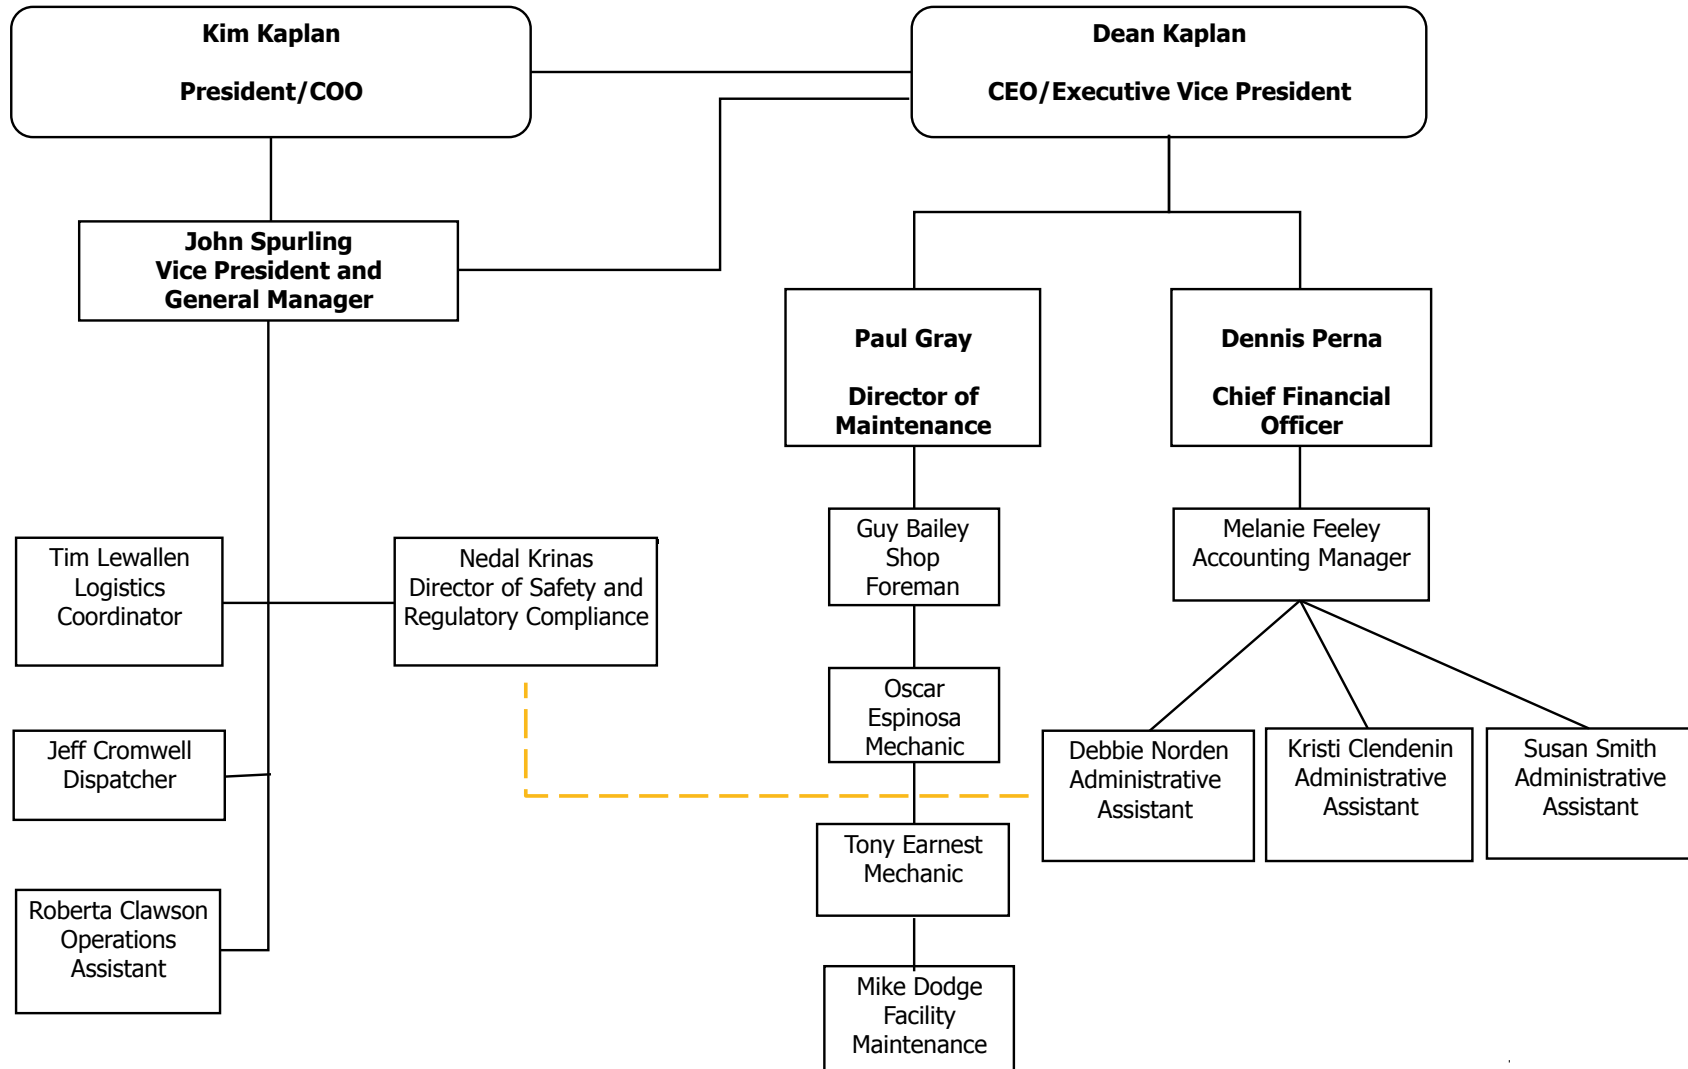 Kim Kaplan
President/COO
Dean Kaplan
CEO/Executive Vice President
John Spurling
Vice President and
General Manager
Paul Gray
Director of
Maintenance
Dennis Perna
Chief Financial
Officer
Tim Lewallen
Logistics
Coordinator
Nedal Krinas
Director of Safety and
Regulatory Compliance
Guy Bailey
Shop
Foreman
Melanie Feeley
Accounting Manager
Oscar
Espinosa
Mechanic
Jeff Cromwell
Dispatcher
Debbie Norden
Administrative
Assistant
Kristi Clendenin
Administrative
Assistant
Susan Smith
Administrative
Assistant
Tony Earnest
Mechanic
Roberta Clawson
Operations
Assistant
Mike Dodge
Facility
Maintenance